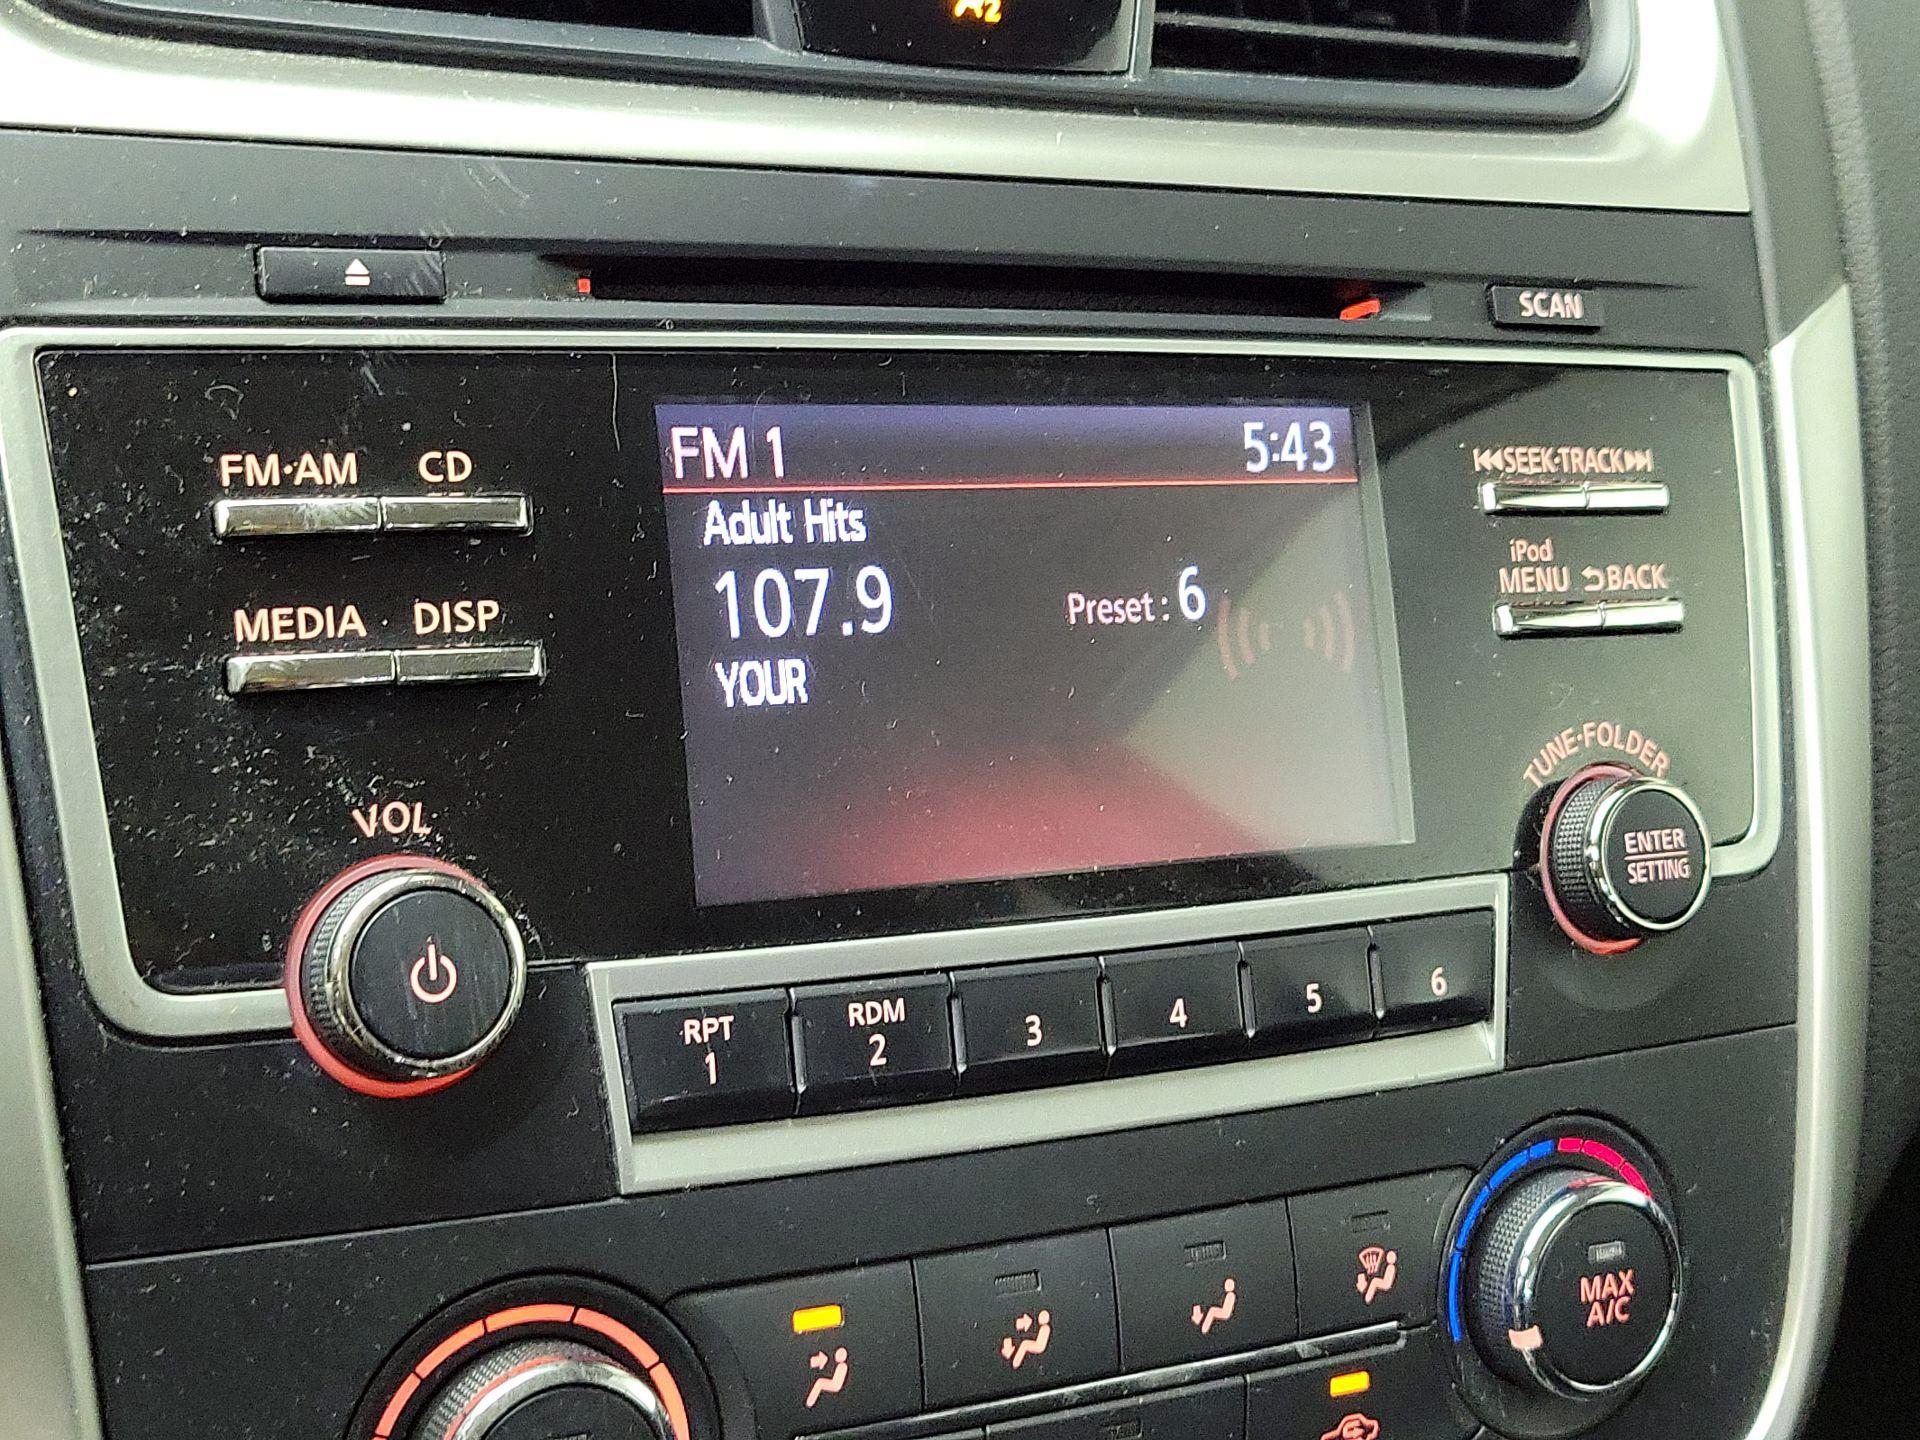 2
SCAN
FM·AM CD
FM 1 5:43
SEEK·TRACK
Adult Hits
iPod
MENU BACK
107.9 Preset: 6
MEDIA · DISP
YOUR
TUNE·FOLDER
VOL
ENTER
SETTING
RPT
1
RDM
2
3
4
5
6
MAX
A/C